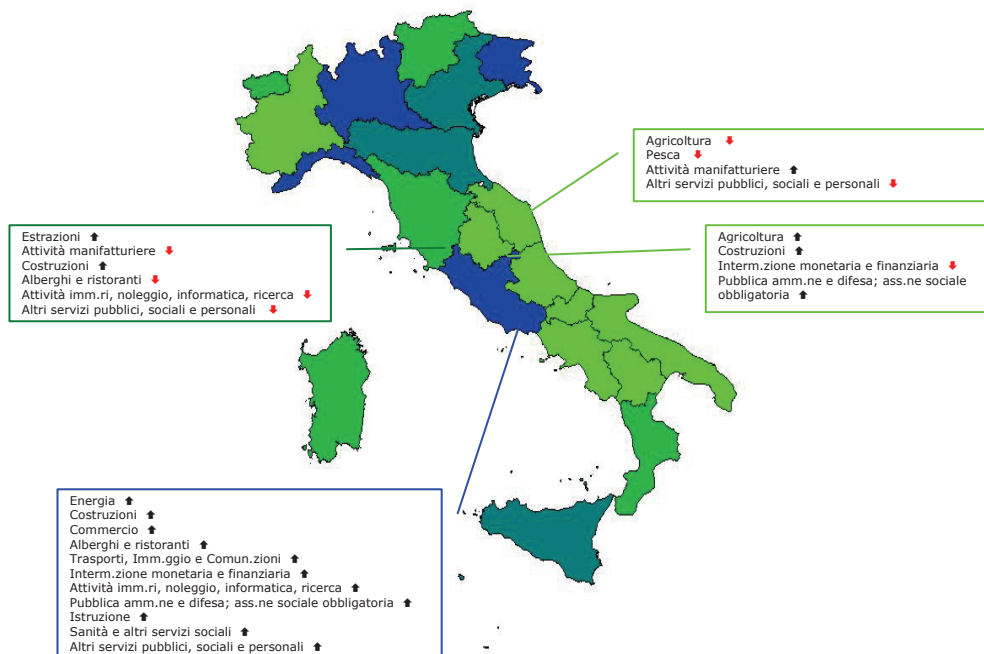 Agricoltura ⬇
Pesca ⬇
Attività manifatturiere ⬆
Altri servizi pubblici, sociali e personali ⬇
Estrazioni ⬆
Attività manifatturiere ⬇
Costruzioni ⬆
Alberghi e ristoranti ⬇
Attività imm.ri, noleggio, informatica, ricerca ⬇
Altri servizi pubblici, sociali e personali ⬇
Agricoltura ⬆
Costruzioni ⬆
Interm.zione monetaria e finanziaria ⬇
Pubblica amm.ne e difesa; ass.ne sociale
obbligatoria ⬆
Energia ⬆
Costruzioni ⬆
Commercio ⬆
Alberghi e ristoranti ⬆
Trasporti, Imm.ggio e Comun.zioni ⬆
Interm.zione monetaria e finanziaria ⬆
Attività imm.ri, noleggio, informatica, ricerca ⬆
Pubblica amm.ne e difesa; ass.ne sociale obbligatoria ⬆
Istruzione ⬆
Sanità e altri servizi sociali ⬆
Altri servizi pubblici, sociali e personali ⬆